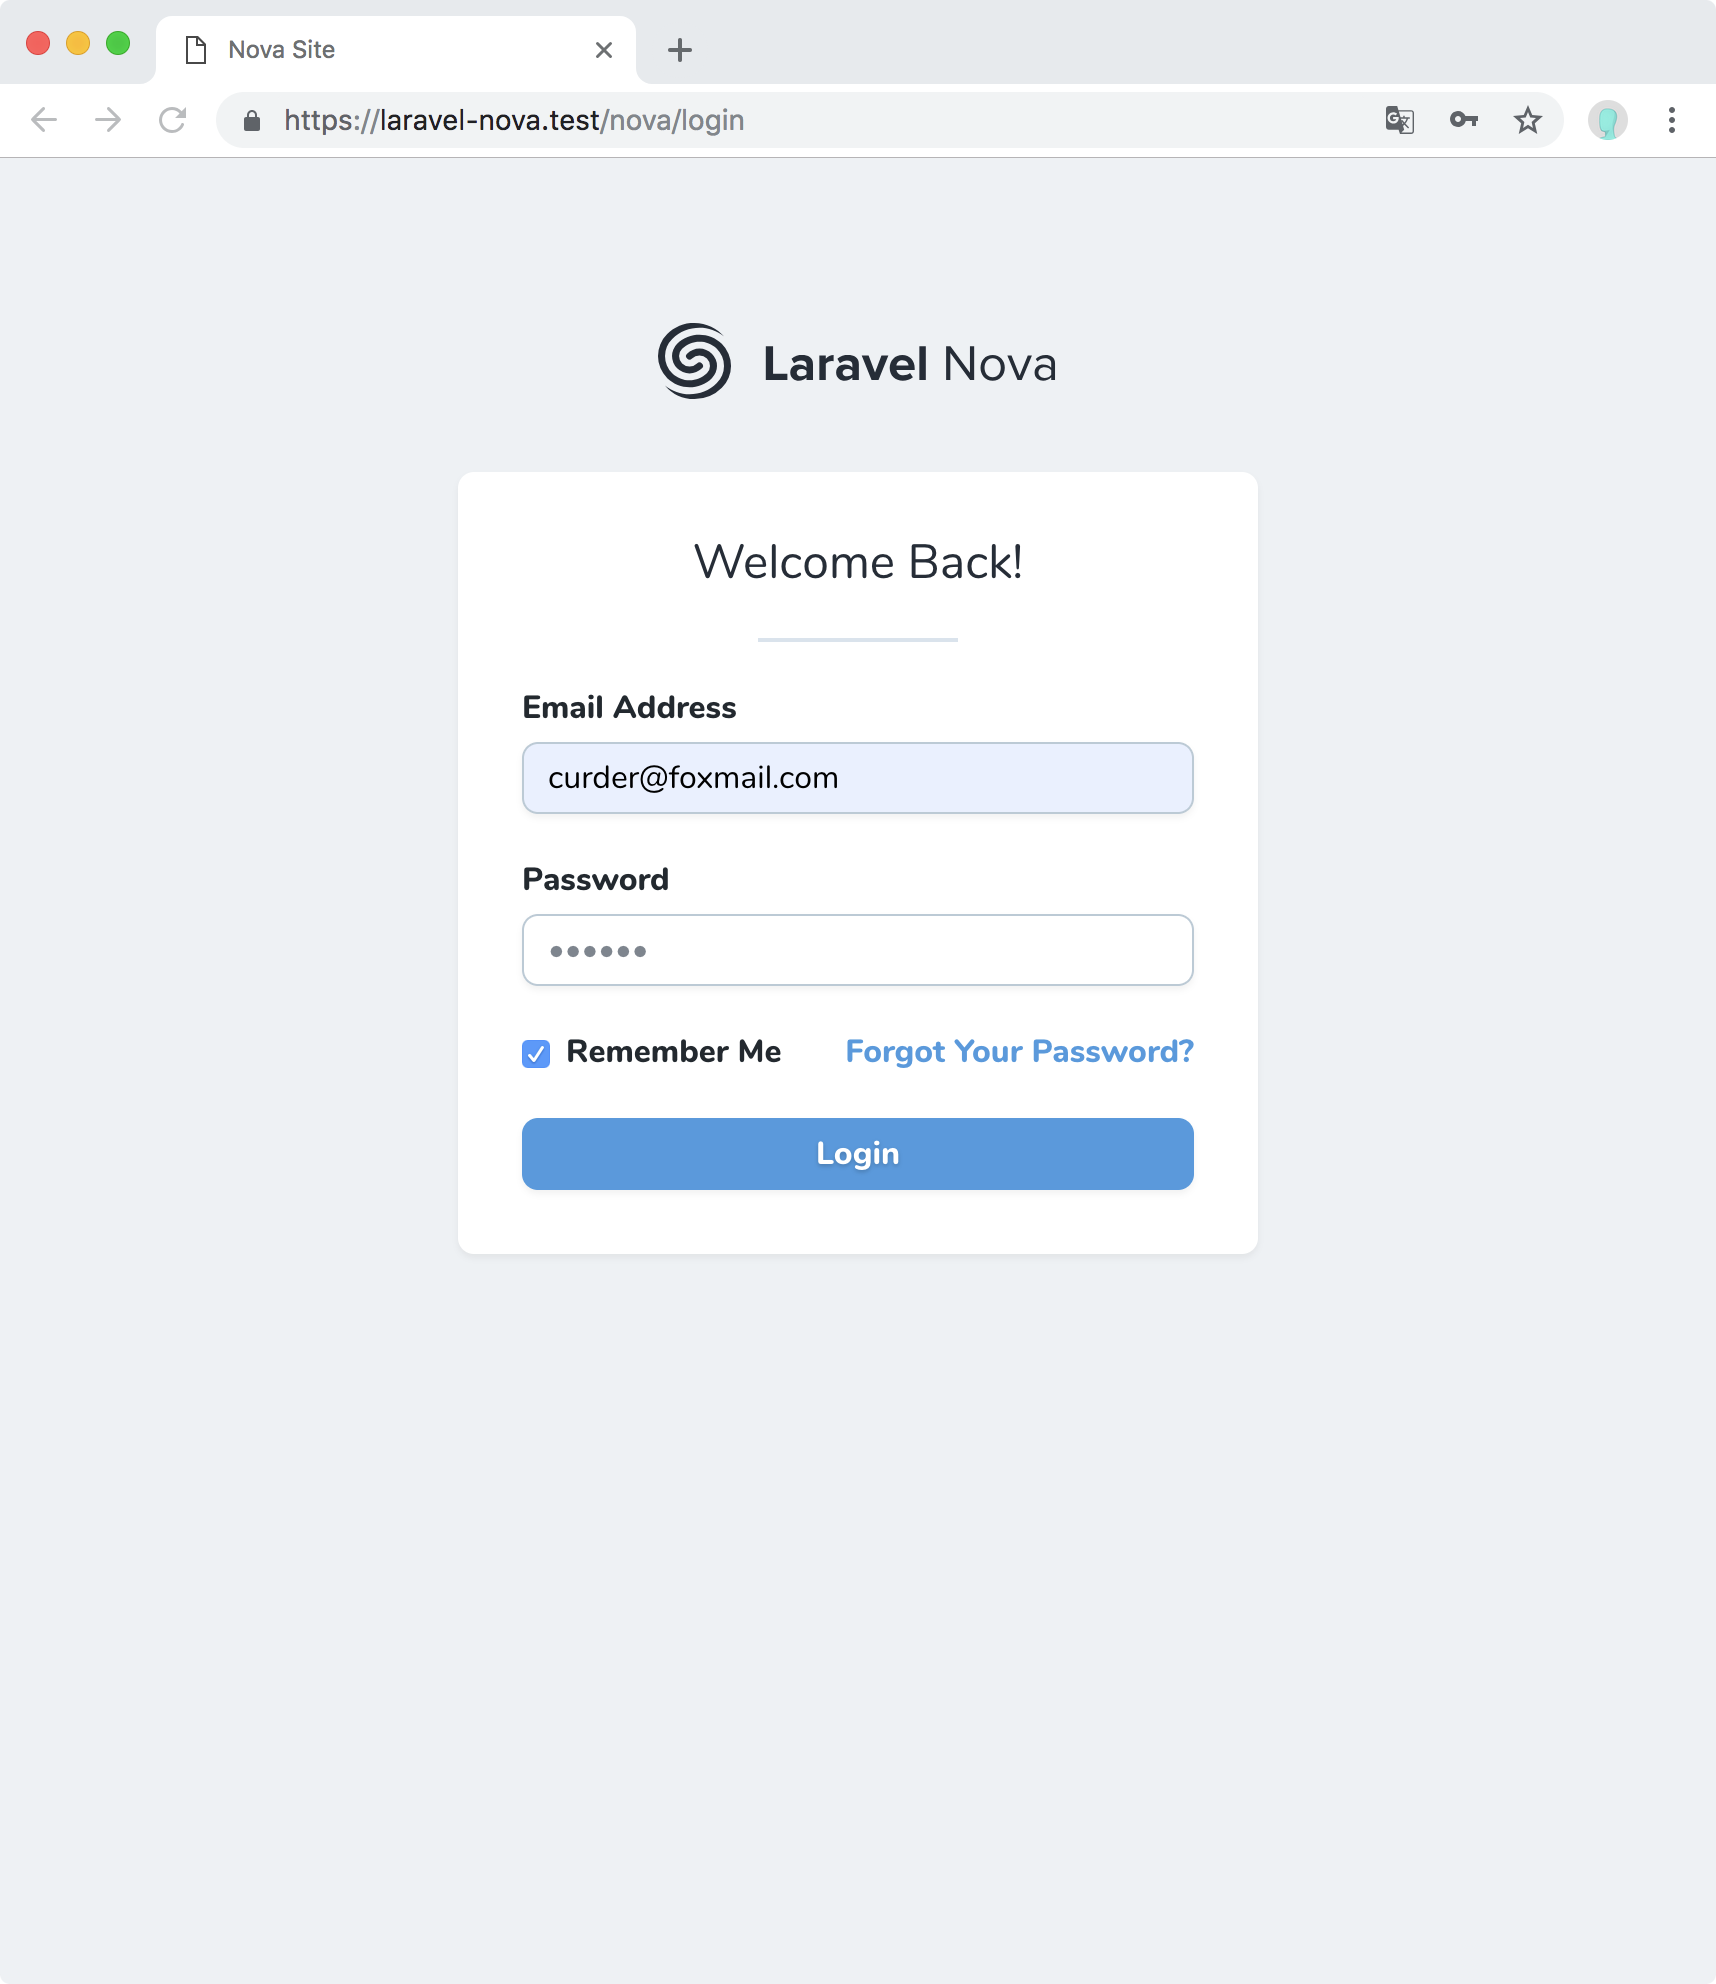 Nova Site
https://laravel-nova.test/nova/login
Laravel Nova
Welcome Back!
Email Address
curder@foxmail.com
Password
••••••
Remember Me Forgot Your Password?
Login